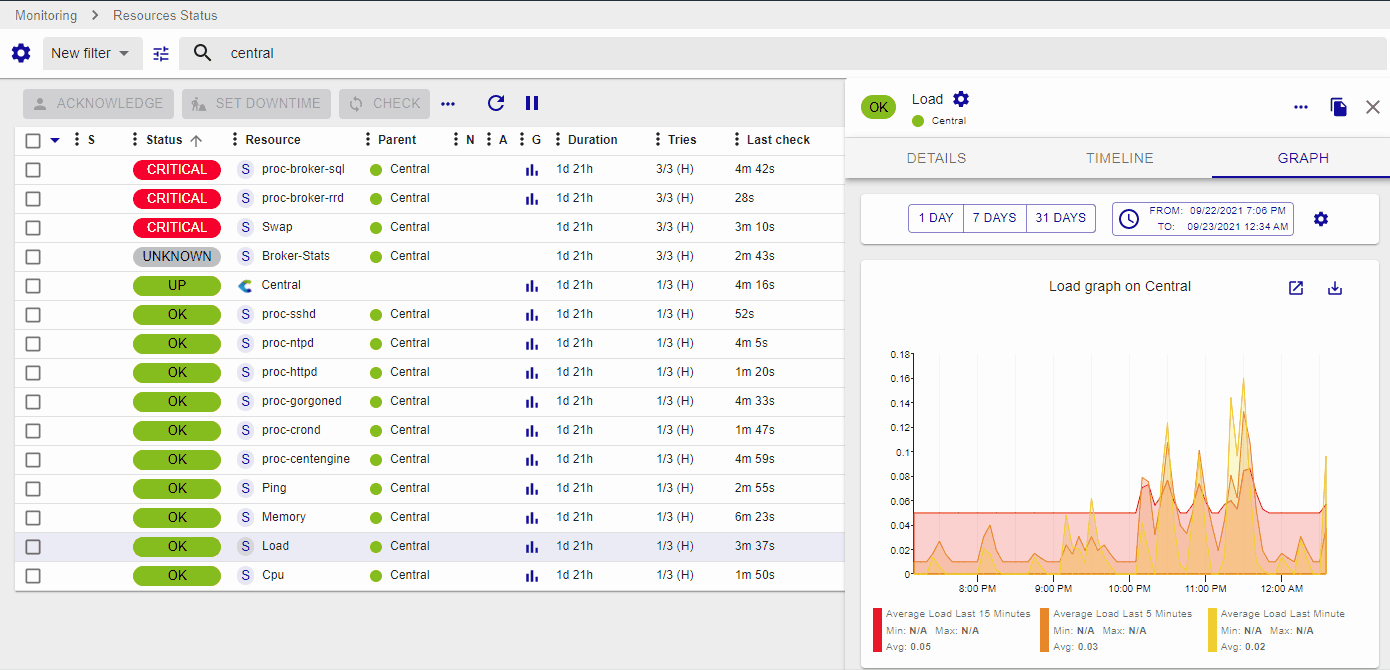 Monitoring > Resources Status
New filter central
ACKNOWLEDGE SET DOWNTIME CHECK
S Status Resource Parent N A G Duration Tries Last check
CRITICAL S proc-broker-sql Central 1d 21h 3/3 (H) 4m 42s
CRITICAL S proc-broker-rrd Central 1d 21h 3/3 (H) 28s
CRITICAL S Swap Central 1d 21h 3/3 (H) 3m 10s
UNKNOWN S Broker-Stats Central 1d 21h 3/3 (H) 2m 43s
UP Central 1d 21h 1/3 (H) 4m 16s
OK S proc-sshd Central 1d 21h 1/3 (H) 52s
OK S proc-ntpd Central 1d 21h 1/3 (H) 4m 5s
OK S proc-httpd Central 1d 21h 1/3 (H) 1m 20s
OK S proc-gorgoned Central 1d 21h 1/3 (H) 4m 33s
OK S proc-crond Central 1d 21h 1/3 (H) 1m 47s
OK S proc-centengine Central 1d 21h 1/3 (H) 4m 59s
OK S Ping Central 1d 21h 1/3 (H) 2m 55s
OK S Memory Central 1d 21h 1/3 (H) 6m 23s
OK S Load Central 1d 21h 1/3 (H) 3m 37s
OK S Cpu Central 1d 21h 1/3 (H) 1m 50s
OK Load
Central
DETAILS TIMELINE GRAPH
1 DAY 7 DAYS 31 DAYS
FROM: 09/22/2021 7:06 PM
TO: 09/23/2021 12:34 AM
Load graph on Central
0.18
0.16
0.14
0.12
0.1
0.08
0.06
0.04
0.02
0
8:00 PM 9:00 PM 10:00 PM 11:00 PM 12:00 AM
Average Load Last 15 Minutes
Min: N/A Max: N/A
Avg: 0.05
Average Load Last 5 Minutes
Min: N/A Max: N/A
Avg: 0.03
Average Load Last Minute
Min: N/A Max: N/A
Avg: 0.02